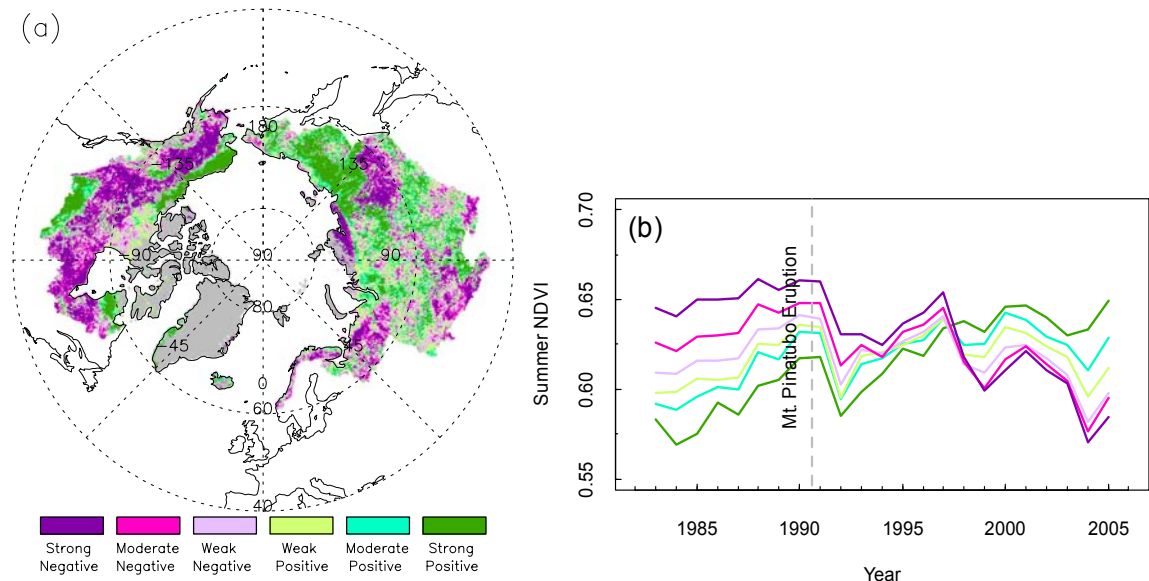 (a)
180
-135
135
-90
90
90
80
-45
45
0
60
40
Strong Negative
Moderate Negative
Weak Negative
Weak Positive
Moderate Positive
Strong Positive
(b)
Summer NDVI
0.70
0.65
0.60
0.55
Mt. Pinatubo Eruption
1985
1990
1995
2000
2005
Year